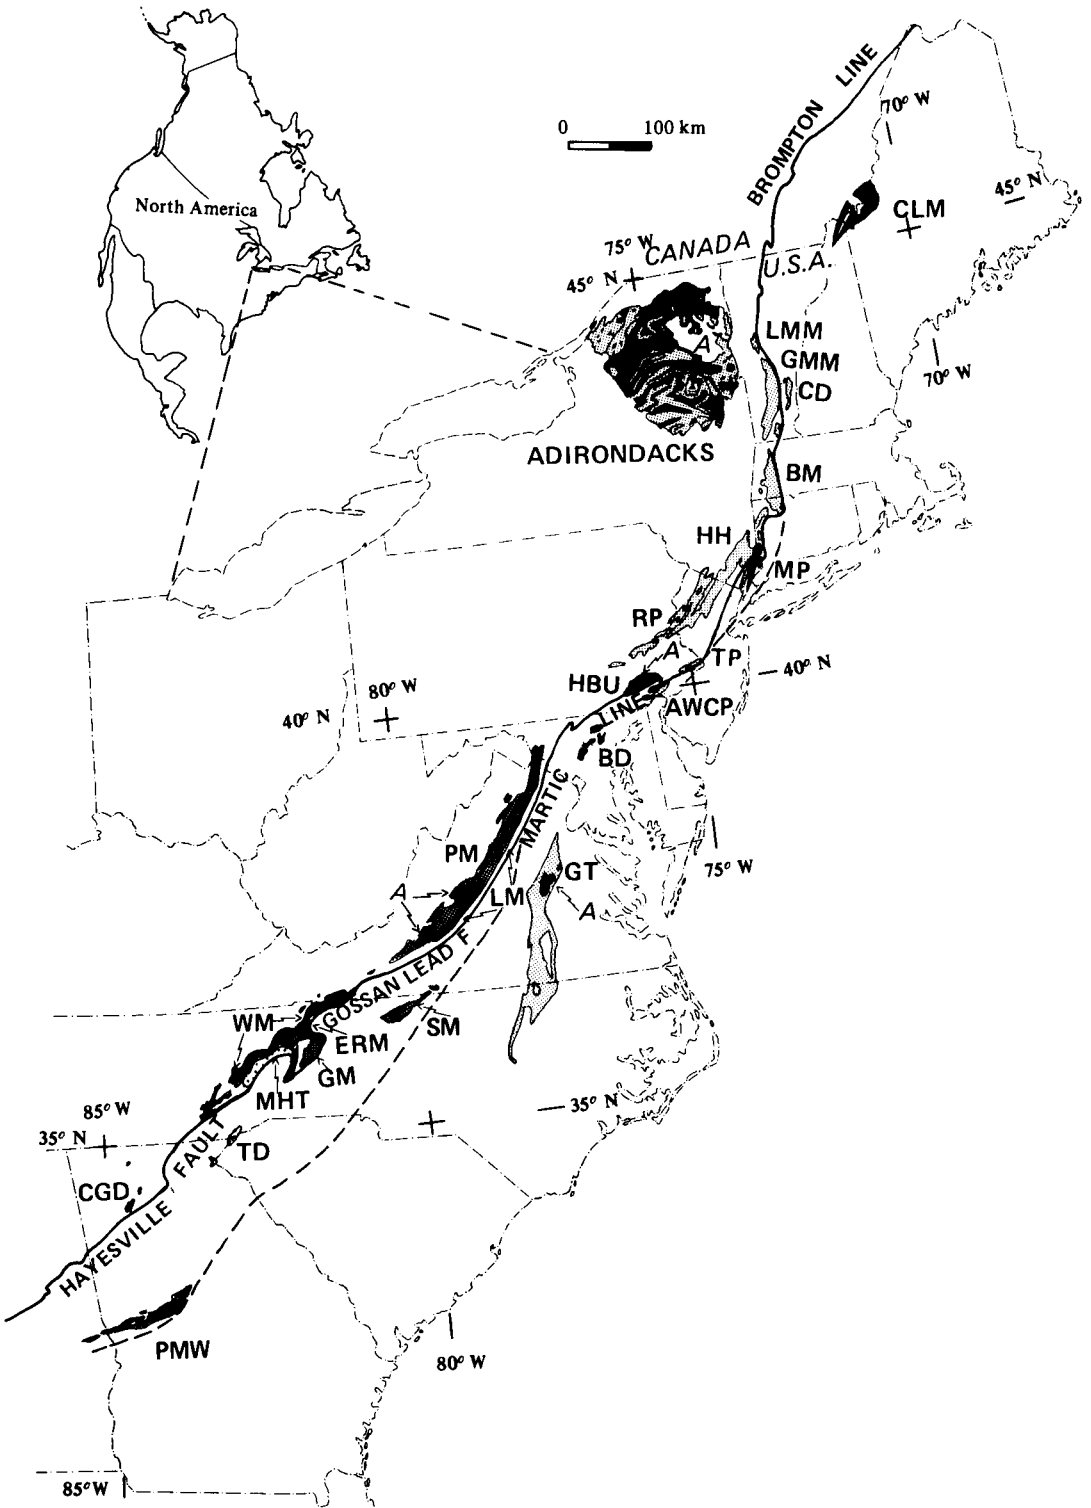 BROMPTON LINE
70° W
0 100 km
North America
45° N
CLM
75° W
CANADA
45° N
U.S.A.
LMM
A
GMM
70° W
CD
ADIRONDACKS
BM
HH
MP
RP
A
TP
40° N
HBU
80° W
LINE
AWCP
40° N
BD
MARTIC
PM
75° W
GT
A
LM
A
GOSSAN LEAD F
WM
SM
ERM
GM
MHT
85° W
35° N
35° N
FAULT
TD
CGD
HAYESVILLE
PMW
80° W
85° W